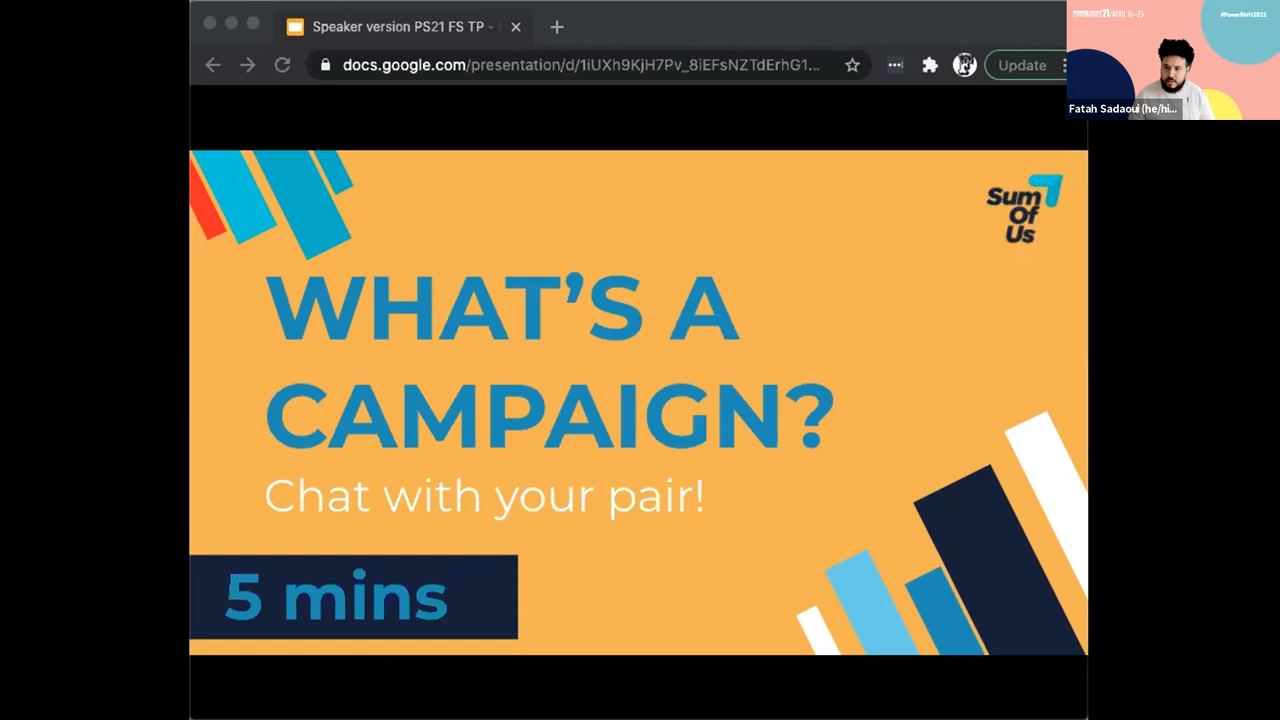 Speaker version PS21 FS TP -
docs.google.com/presentation/d/1iUXh9KjH7Pv_8iEFsNZTdErhG1...
Update
#PowerShift2021
Fatah Sadaoui (he/hi...
Sum
Of
Us
WHAT'S A
CAMPAIGN?
Chat with your pair!
5 mins